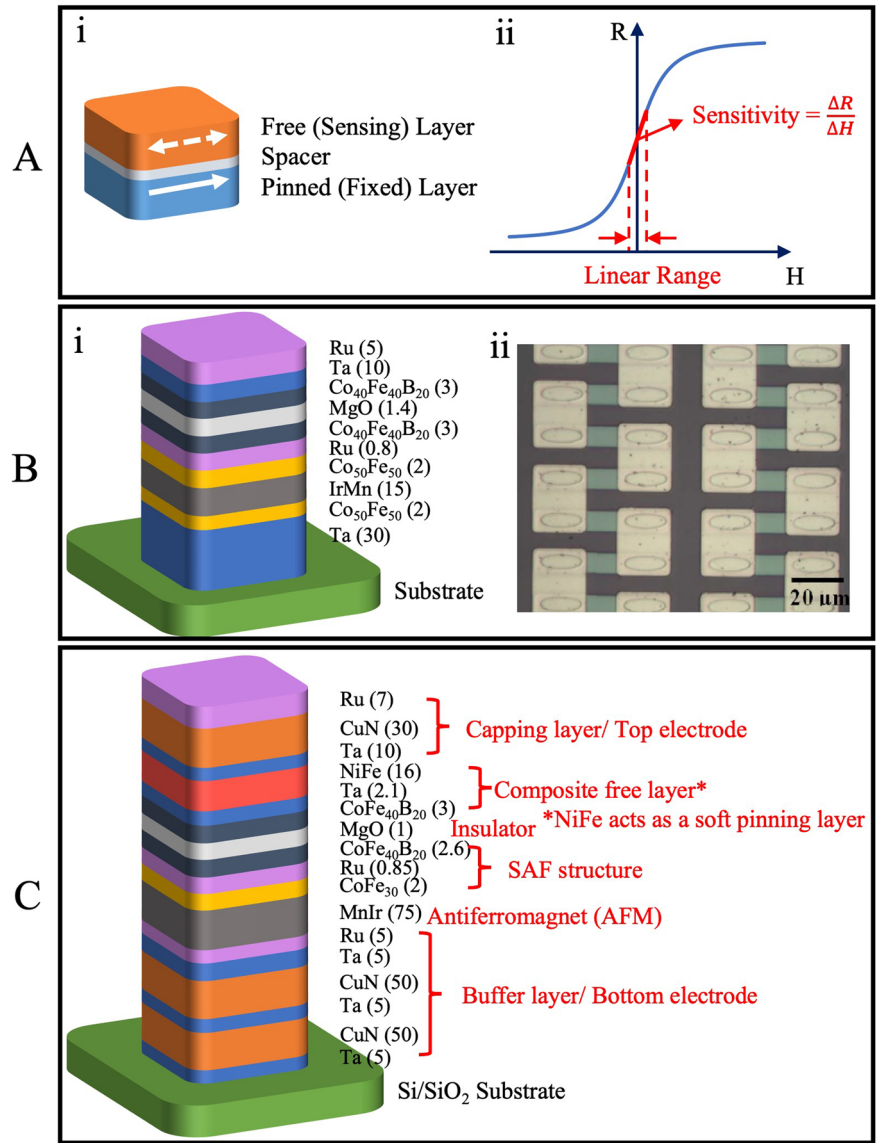 A
i
Free (Sensing) Layer
Spacer
Pinned (Fixed) Layer
ii
R
Sensitivity = ΔR/ΔH
Linear Range
H
B
i
Ru (5)
Ta (10)
Co₄₀Fe₄₀B₂₀ (3)
MgO (1.4)
Co₄₀Fe₄₀B₂₀ (3)
Ru (0.8)
Co₅₀Fe₅₀ (2)
IrMn (15)
Co₅₀Fe₅₀ (2)
Ta (30)
Substrate
ii
20 μm
C
Ru (7)
CuN (30)
Ta (10)
Capping layer/ Top electrode
NiFe (16)
Ta (2.1)
CoFe₄₀B₂₀ (3)
Composite free layer*
MgO (1)
Insulator
*NiFe acts as a soft pinning layer
CoFe₄₀B₂₀ (2.6)
Ru (0.85)
CoFe₃₀ (2)
SAF structure
MnIr (75)
Antiferromagnet (AFM)
Ru (5)
Ta (5)
CuN (50)
Ta (5)
CuN (50)
Ta (5)
Buffer layer/ Bottom electrode
Si/SiO₂ Substrate